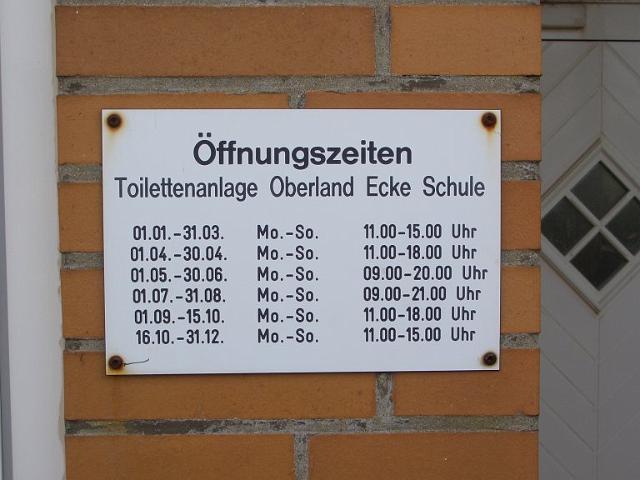 Öffnungszeiten
Toilettenanlage Oberland Ecke Schule
01.01.-31.03. Mo.-So. 11.00-15.00 Uhr
01.04.-30.04. Mo.-So. 11.00-18.00 Uhr
01.05.-30.06. Mo.-So. 09.00-20.00 Uhr
01.07.-31.08. Mo.-So. 09.00-21.00 Uhr
01.09.-15.10. Mo.-So. 11.00-18.00 Uhr
16.10.-31.12. Mo.-So. 11.00-15.00 Uhr